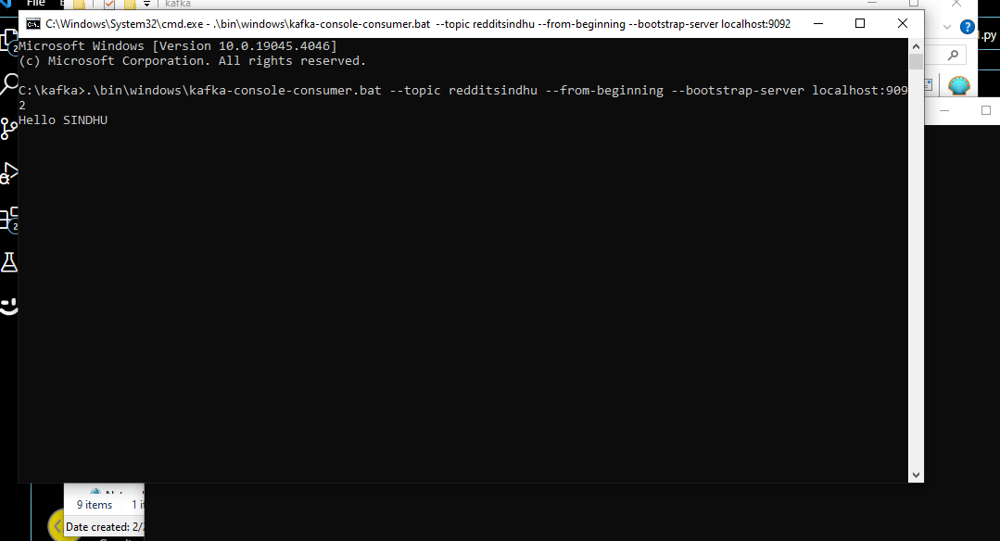 File
kafka
C:\Windows\System32\cmd.exe - .\bin\windows\kafka-console-consumer.bat --topic redditsindhu --from-beginning --bootstrap-server localhost:9092
.py
Microsoft Windows [Version 10.0.19045.4046]
(c) Microsoft Corporation. All rights reserved.
C:\kafka>.\bin\windows\kafka-console-consumer.bat --topic redditsindhu --from-beginning --bootstrap-server localhost:909
2
Hello SINDHU
9 items
Date created: 2/